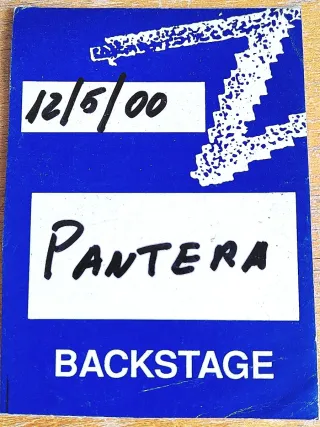 Z
12/5/00
PANTERA
BACKSTAGE